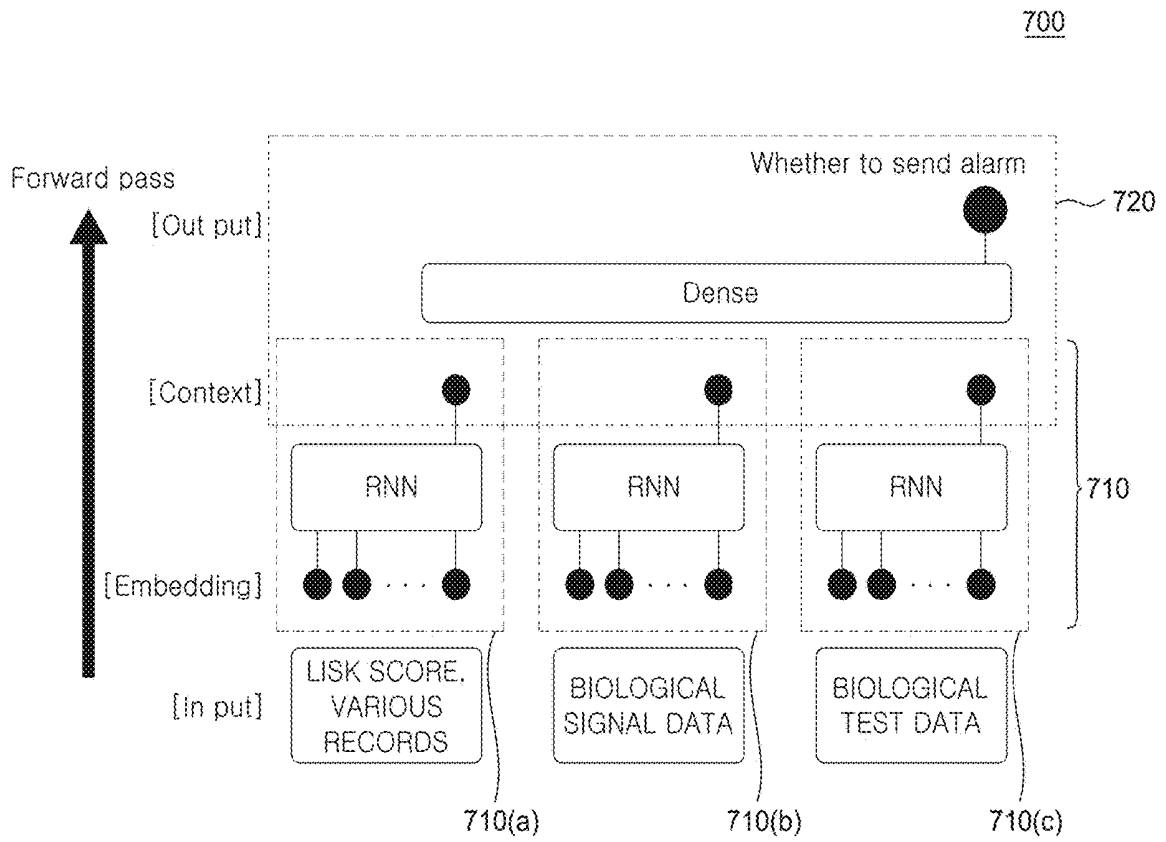 700
Whether to send alarm
Forward pass
720
[Out put]
Dense
[Context]
RNN
RNN
RNN
710
[Embedding]
· · ·
· · ·
· · ·
[In put]
LISK SCORE,
VARIOUS
RECORDS
BIOLOGICAL
SIGNAL DATA
BIOLOGICAL
TEST DATA
710(a)
710(b)
710(c)